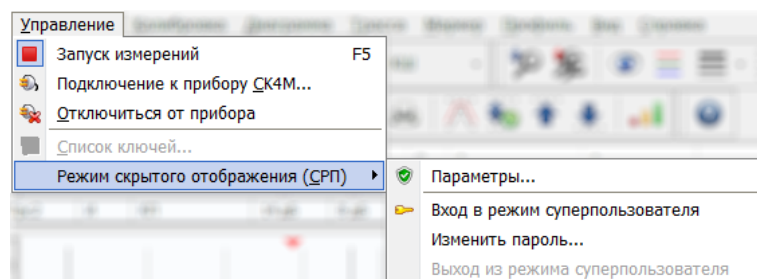 Управление
Запуск измерений F5
Подключение к прибору СК4М...
Отключиться от прибора
Список ключей...
Режим скрытого отображения (СРП)
Параметры...
Вход в режим суперпользователя
Изменить пароль...
Выход из режима суперпользователя